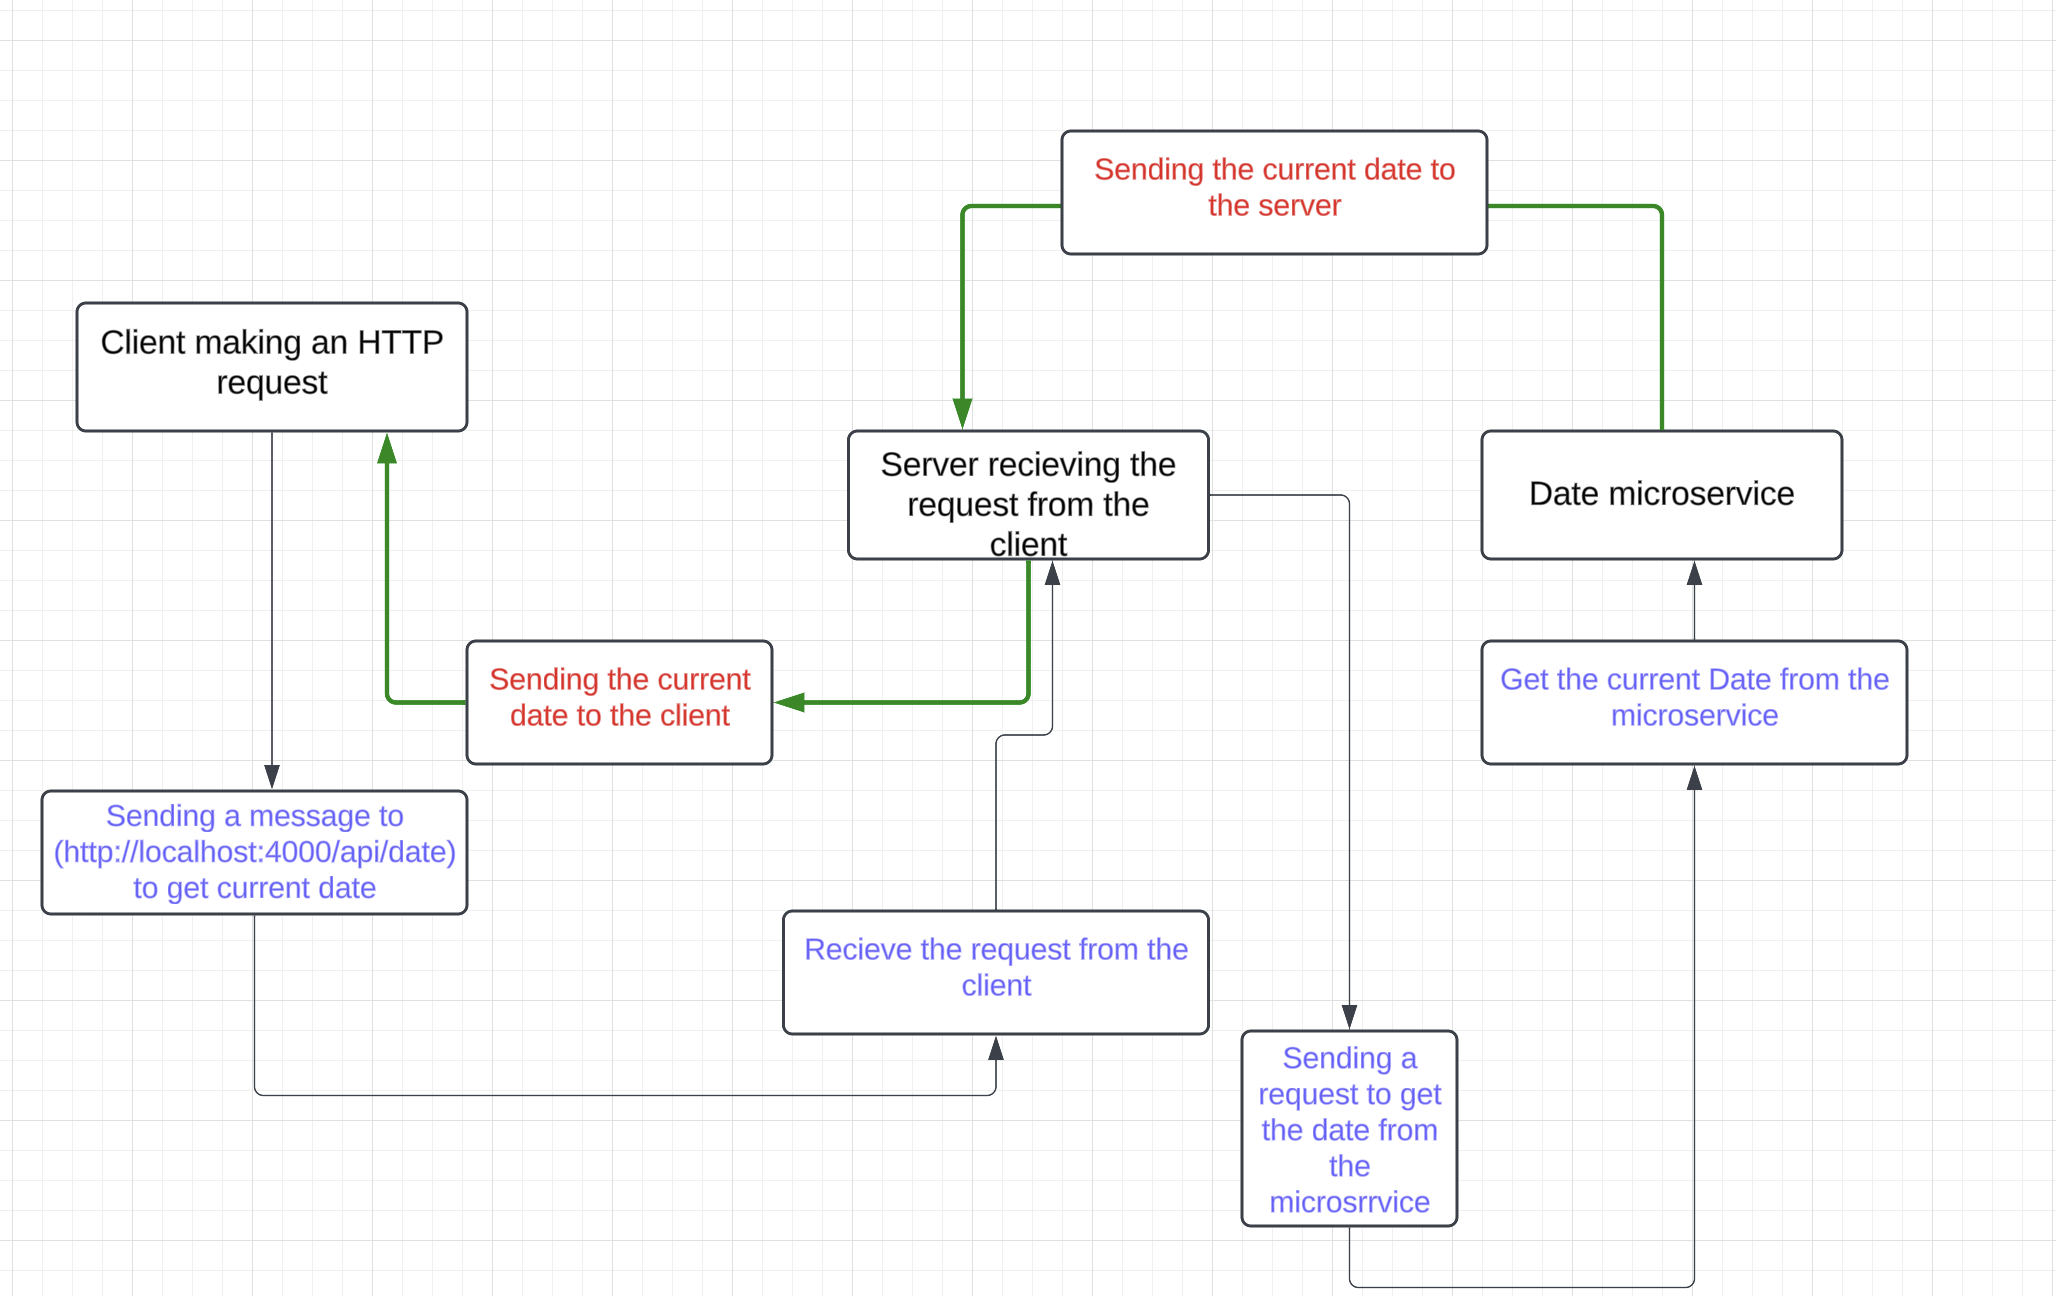 Sending the current date to
the server
Client making an HTTP
request
Server recieving the
request from the
client
Date microservice
Sending the current
date to the client
Get the current Date from the
microservice
Sending a message to
(http://localhost:4000/api/date)
to get current date
Recieve the request from the
client
Sending a
request to get
the date from
the
microsrrvice